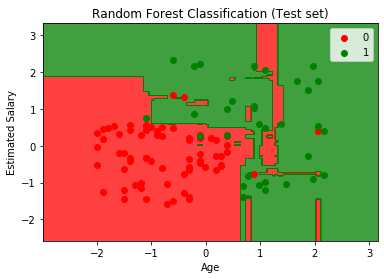 Random Forest Classification (Test set)
0
1
3
2
1
0
−1
−2
Estimated Salary
−2 −1 0 1 2 3
Age